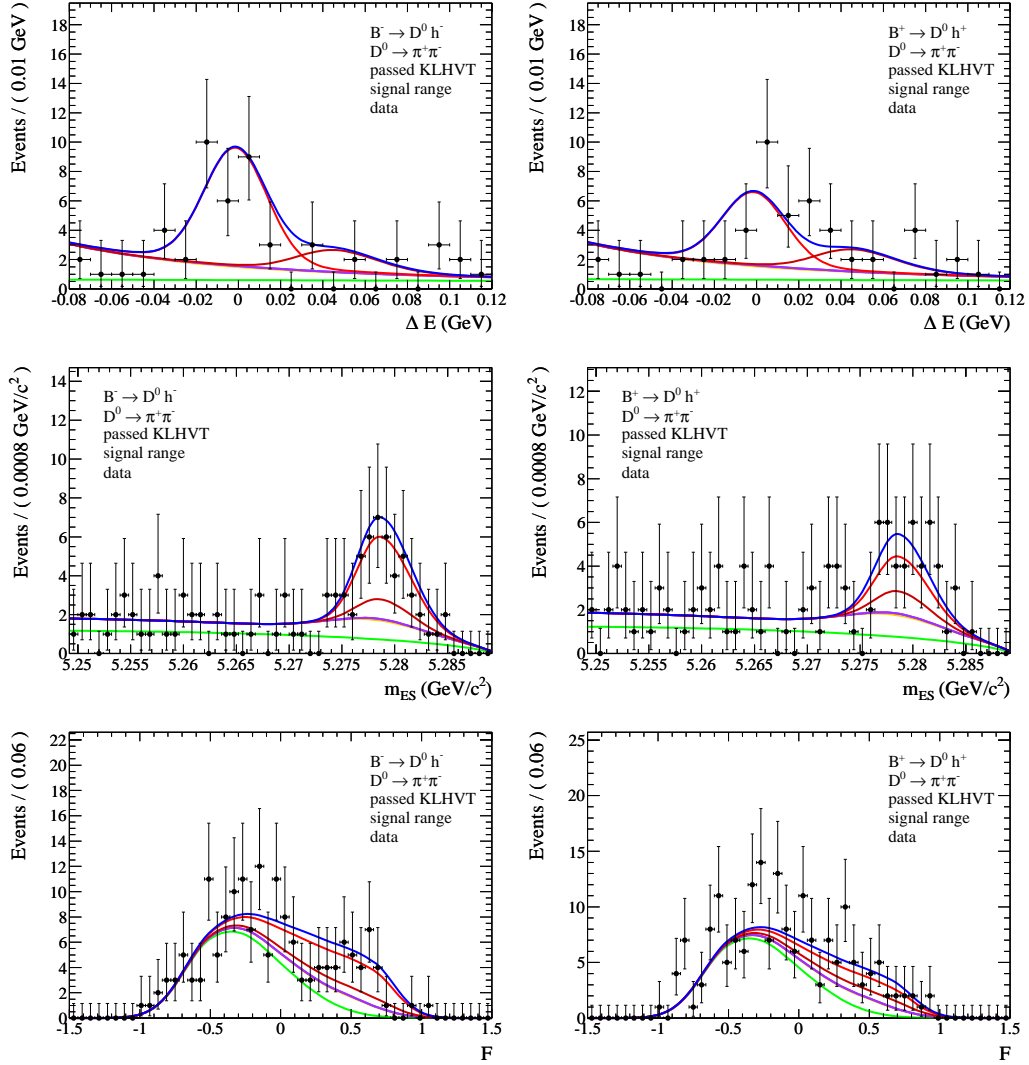 Events / ( 0.01 GeV )
18
16
14
12
10
8
6
4
2
0
B⁻ → D⁰ h⁻
D⁰ → π⁺π⁻
passed KLHVT
signal range
data
-0.08 -0.06 -0.04 -0.02 0 0.02 0.04 0.06 0.08 0.1 0.12
Δ E (GeV)
Events / ( 0.01 GeV )
18
16
14
12
10
8
6
4
2
0
B⁺ → D⁰ h⁺
D⁰ → π⁺π⁻
passed KLHVT
signal range
data
-0.08 -0.06 -0.04 -0.02 0 0.02 0.04 0.06 0.08 0.1 0.12
Δ E (GeV)
Events / ( 0.0008 GeV/c² )
14
12
10
8
6
4
2
0
B⁻ → D⁰ h⁻
D⁰ → π⁺π⁻
passed KLHVT
signal range
data
5.25 5.255 5.26 5.265 5.27 5.275 5.28 5.285
m_ES (GeV/c²)
Events / ( 0.0008 GeV/c² )
12
10
8
6
4
2
0
B⁺ → D⁰ h⁺
D⁰ → π⁺π⁻
passed KLHVT
signal range
data
5.25 5.255 5.26 5.265 5.27 5.275 5.28 5.285
m_ES (GeV/c²)
Events / ( 0.06 )
22
20
18
16
14
12
10
8
6
4
2
0
B⁻ → D⁰ h⁻
D⁰ → π⁺π⁻
passed KLHVT
signal range
data
-1.5 -1 -0.5 0 0.5 1 1.5
F
Events / ( 0.06 )
25
20
15
10
5
0
B⁺ → D⁰ h⁺
D⁰ → π⁺π⁻
passed KLHVT
signal range
data
-1.5 -1 -0.5 0 0.5 1 1.5
F